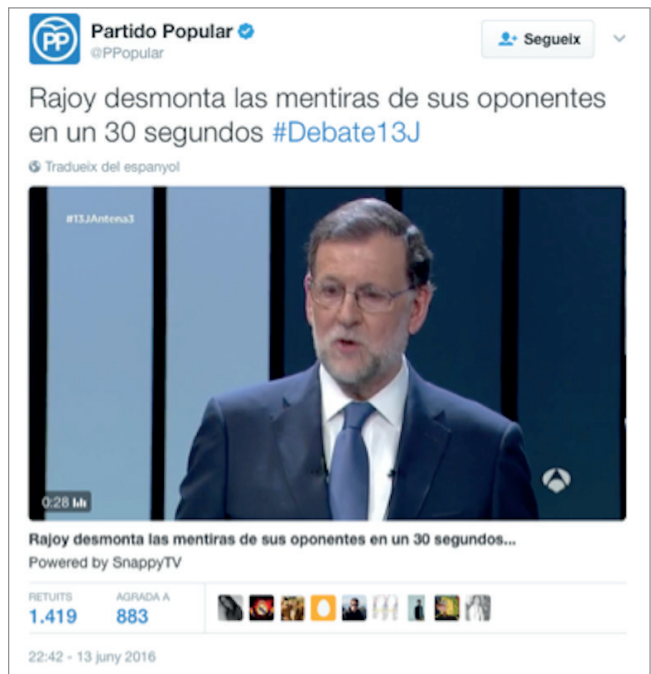 PP
Partido Popular
@PPopular
Segueix
Rajoy desmonta las mentiras de sus oponentes
en un 30 segundos #Debate13J
Tradueix del espanyol
#13JAntena3
0:28
Rajoy desmonta las mentiras de sus oponentes en un 30 segundos...
Powered by SnappyTV
RETUITS AGRADA A
1.419 883
22:42 - 13 juny 2016